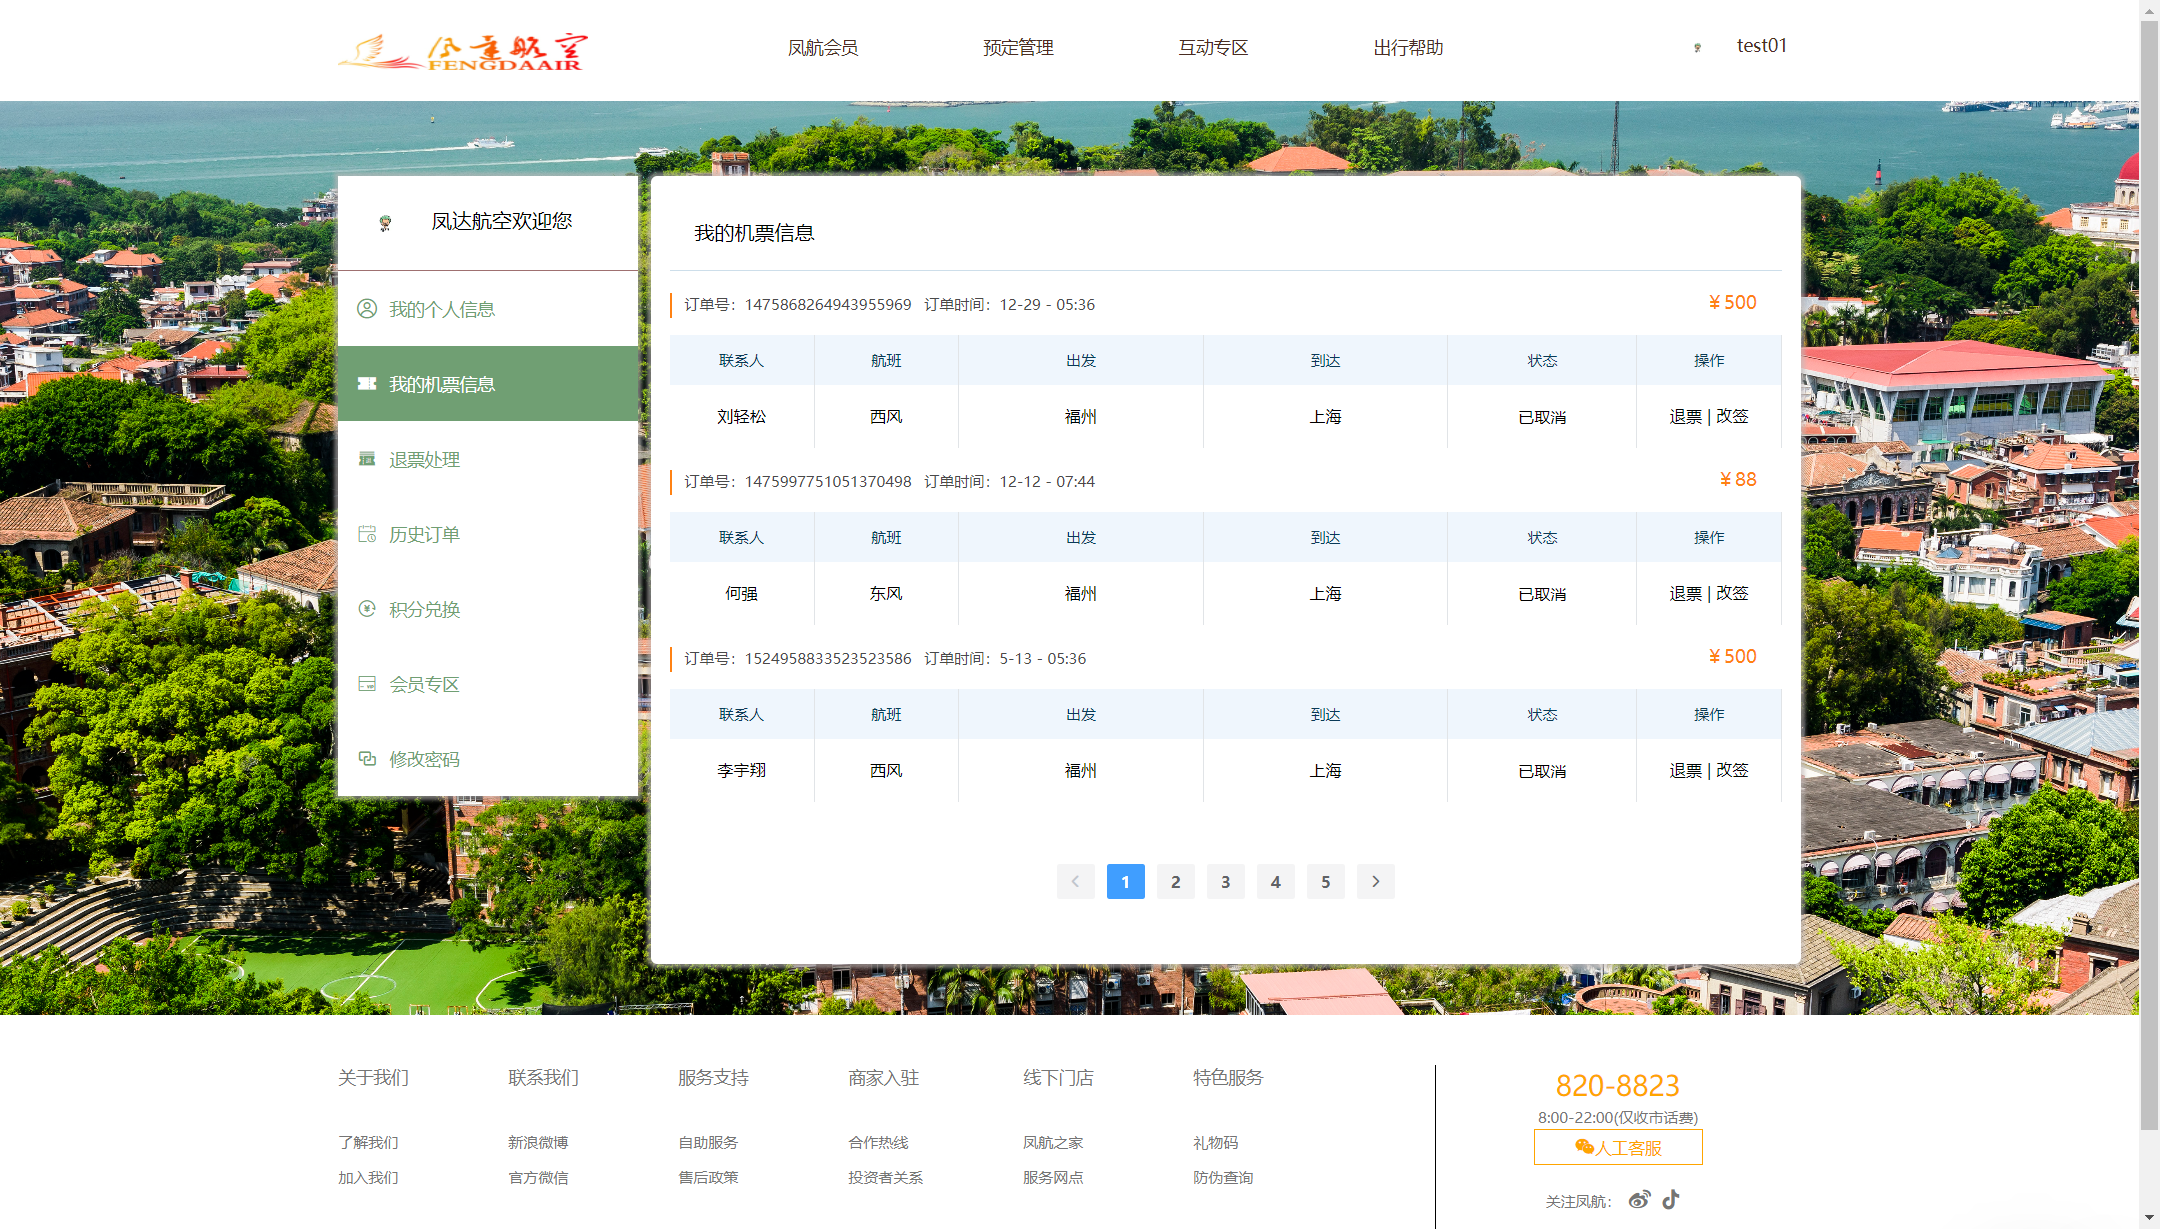 凤达航空
FENGDAAIR
凤航会员 预定管理 互动专区 出行帮助 test01
凤达航空欢迎您
我的个人信息
我的机票信息
退票处理
历史订单
积分兑换
会员专区
修改密码
我的机票信息
订单号：1475868264943955969 订单时间：12-29 - 05:36 ￥500
联系人 航班 出发 到达 状态 操作
刘轻松 西风 福州 上海 已取消 退票 | 改签
订单号：1475997751051370498 订单时间：12-12 - 07:44 ￥88
联系人 航班 出发 到达 状态 操作
何强 东风 福州 上海 已取消 退票 | 改签
订单号：1524958833523523586 订单时间：5-13 - 05:36 ￥500
联系人 航班 出发 到达 状态 操作
李宇翔 西风 福州 上海 已取消 退票 | 改签
1 2 3 4 5
关于我们 联系我们 服务支持 商家入驻 线下门店 特色服务
了解我们 新浪微博 自助服务 合作热线 凤航之家 礼物码
加入我们 官方微信 售后政策 投资者关系 服务网点 防伪查询
820-8823
8:00-22:00(仅收市话费)
人工客服
关注凤航：